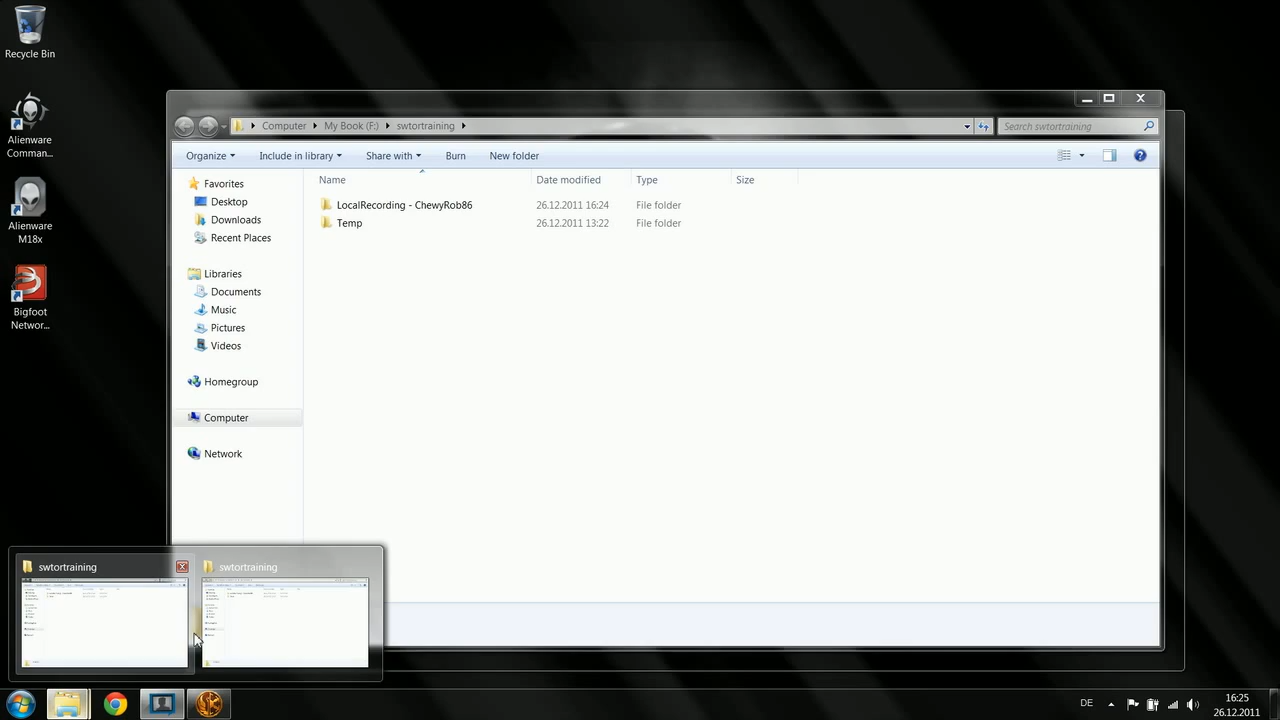 Recycle Bin
Alienware
Comman...
Alienware
M18x
Bigfoot
Networ...
Computer
My Book (F:)
swtortraining
Search swtortraining
Organize
Include in library
Share with
Burn
New folder
Favorites
Desktop
Downloads
Recent Places
Libraries
Documents
Music
Pictures
Videos
Homegroup
Computer
Network
Name
Date modified
Type
Size
LocalRecording - ChewyRob86
26.12.2011 16:24
File folder
Temp
26.12.2011 13:22
File folder
swtortraining
swtortraining
DE
16:25
26.12.2011